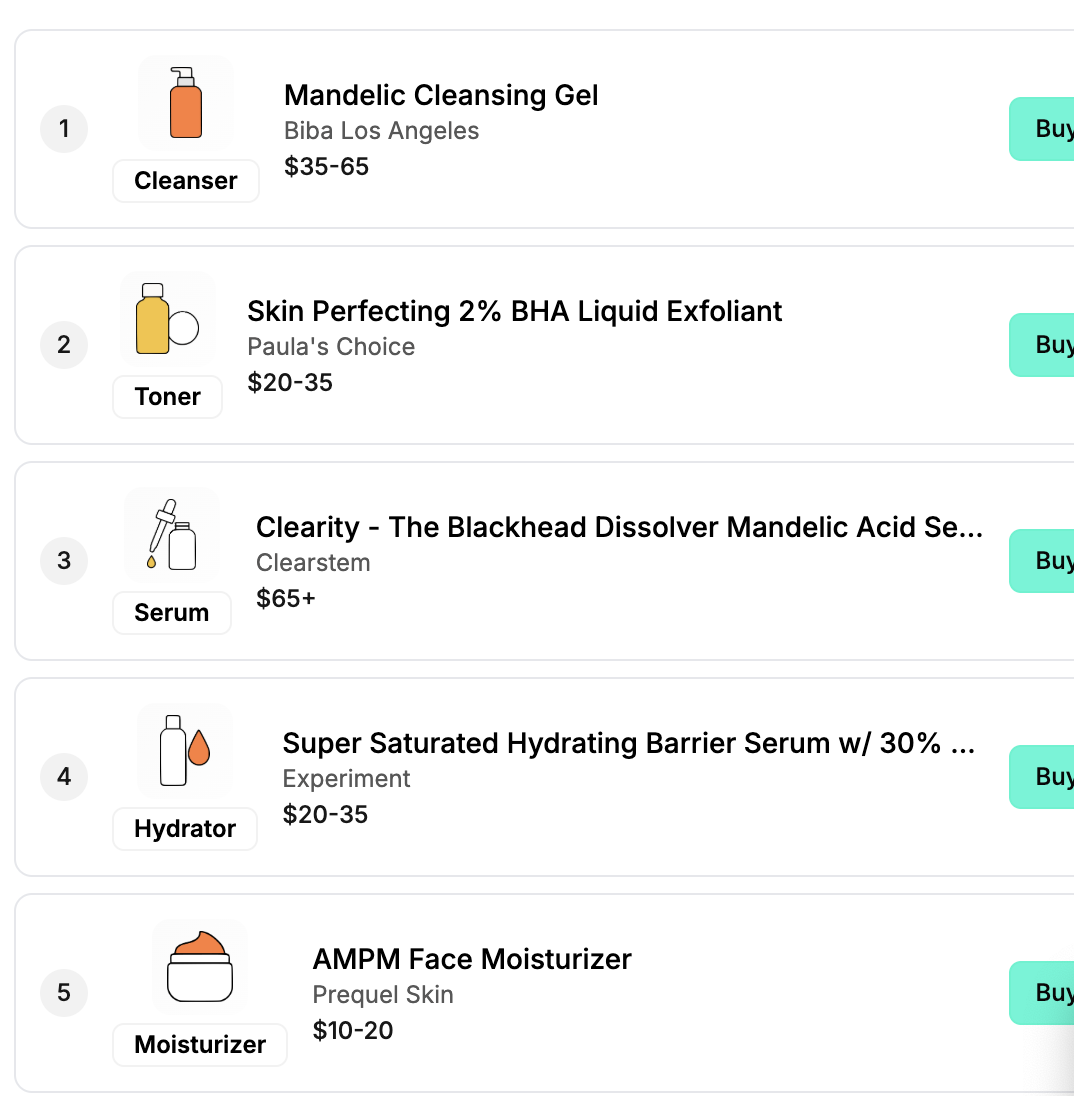 1
Cleanser
Mandelic Cleansing Gel
Biba Los Angeles
$35-65
Buy
2
Toner
Skin Perfecting 2% BHA Liquid Exfoliant
Paula's Choice
$20-35
Buy
3
Serum
Clearity - The Blackhead Dissolver Mandelic Acid Se...
Clearstem
$65+
Buy
4
Hydrator
Super Saturated Hydrating Barrier Serum w/ 30% ...
Experiment
$20-35
Buy
5
Moisturizer
AMPM Face Moisturizer
Prequel Skin
$10-20
Buy